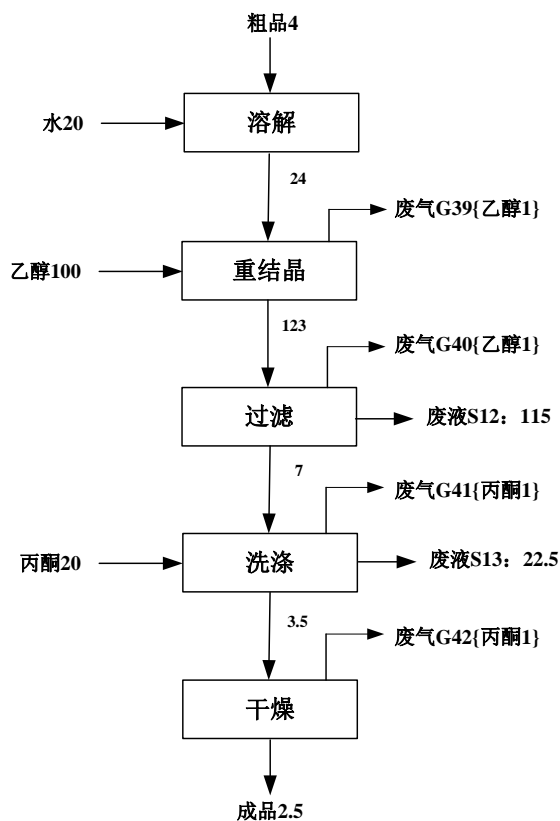 粗品4
水20
溶解
24
废气G39{乙醇1}
乙醇100
重结晶
123
废气G40{乙醇1}
过滤
废液S12：115
7
废气G41{丙酮1}
丙酮20
洗涤
废液S13：22.5
3.5
废气G42{丙酮1}
干燥
成品2.5